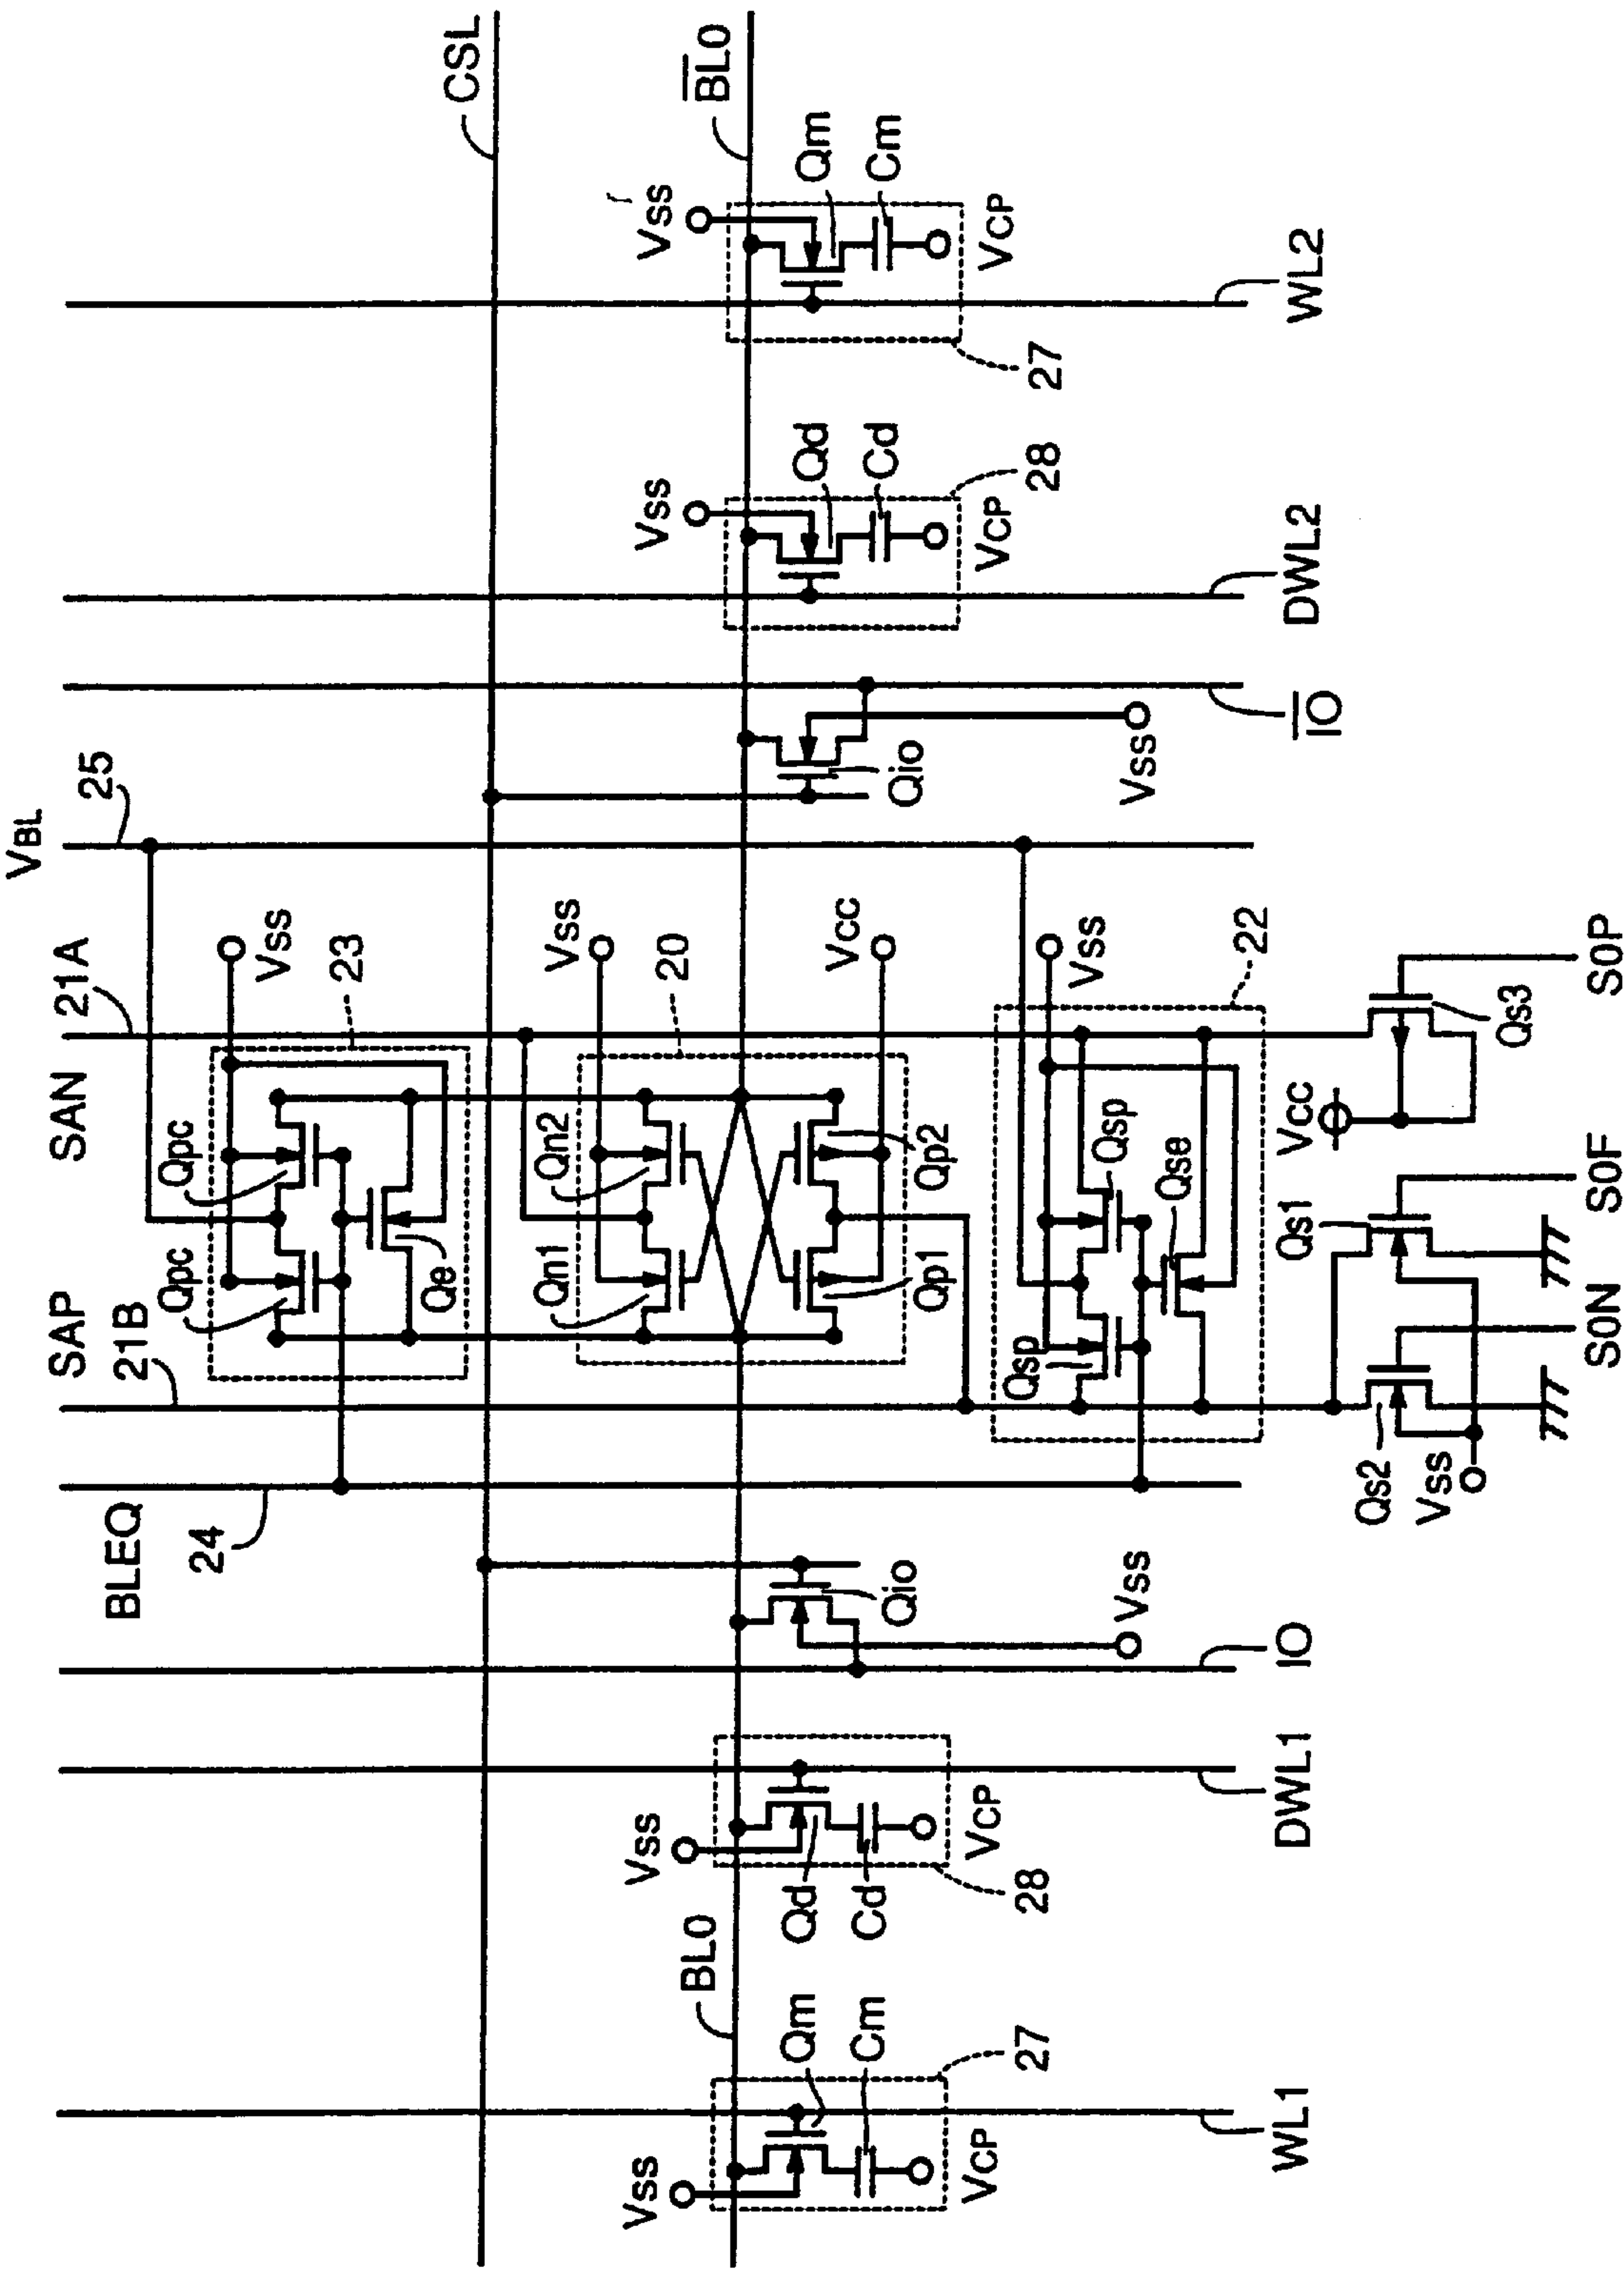 VBL
SAP
SAN
21A
25
BLEQ
21B
24
Qpc
Qpc
Vss
23
Qe
CSL
Qn1
Qn2
Vss
Vss
Vss
20
Vss
Vss
BL0
B̅L̅0̅
Qm
Qd
Qd
Qm
Cm
Cd
Qio
Vcc
Qio
Cd
Cm
Qp1
Qp2
VCP
VCP
VCP
VCP
27
28
28
27
Qsp
Qsp
Vss
Vss
Vss
Qse
22
WL1
DWL1
IO
I̅O̅
DWL2
WL2
Qs1
Vcc
Qs2
Vss
Qs3
S0N
S0F
S0P